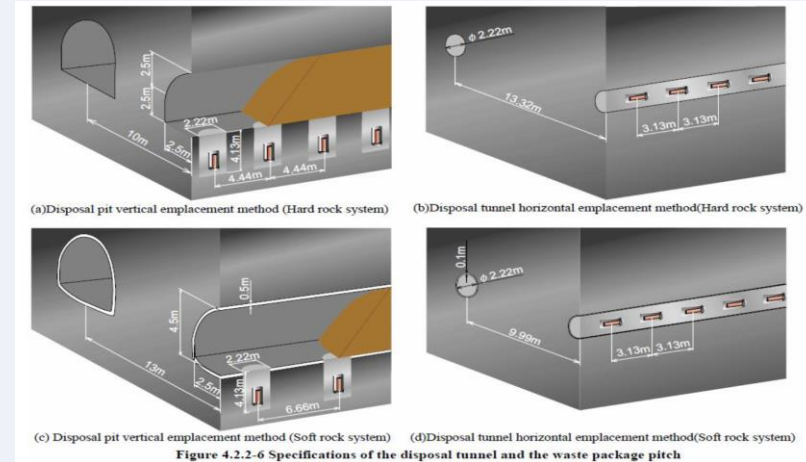 2.5m
2.5m
2.22m
10m
2.5m
4.13m
4.44m
4.44m
(a)Disposal pit vertical emplacement method (Hard rock system)
ϕ 2.22m
13.32m
3.13m
3.13m
(b)Disposal tunnel horizontal emplacement method(Hard rock system)
0.5m
4.5m
2.22m
13m
2.5m
4.13m
6.66m
(c) Disposal pit vertical emplacement method (Soft rock system)
0.1m
ϕ 2.22m
9.99m
3.13m
3.13m
(d)Disposal tunnel horizontal emplacement method(Soft rock system)
Figure 4.2.2-6 Specifications of the disposal tunnel and the waste package pitch